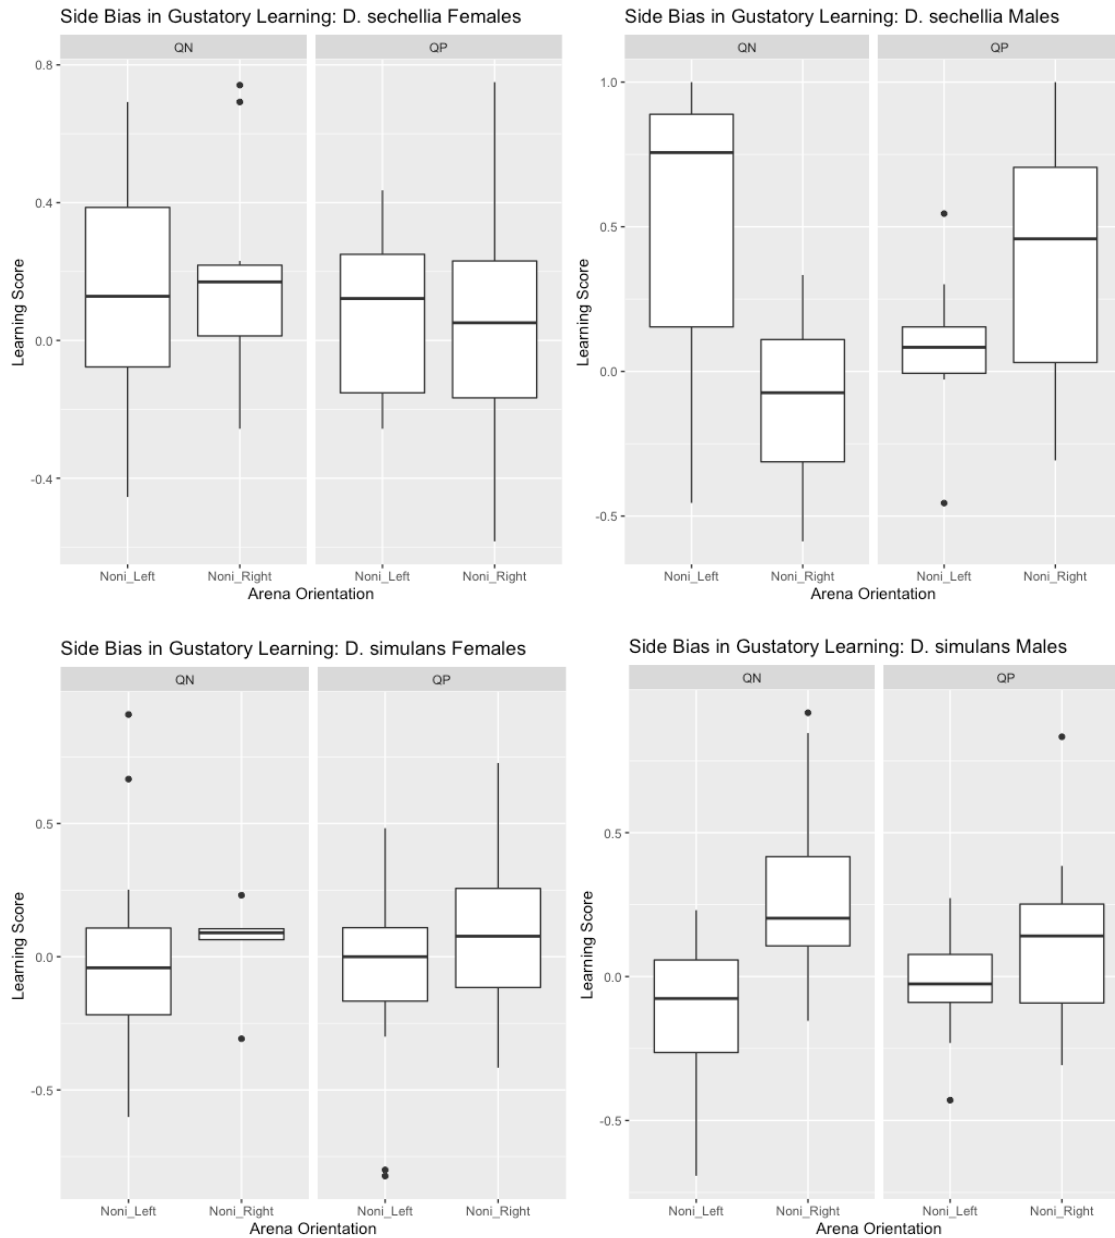 Side Bias in Gustatory Learning: D. sechellia Females
QN
QP
0.8
0.4
0.0
-0.4
Learning Score
Noni_Left
Noni_Right
Noni_Left
Noni_Right
Arena Orientation
Side Bias in Gustatory Learning: D. sechellia Males
QN
QP
1.0
0.5
0.0
-0.5
Learning Score
Noni_Left
Noni_Right
Noni_Left
Noni_Right
Arena Orientation
Side Bias in Gustatory Learning: D. simulans Females
QN
QP
0.5
0.0
-0.5
Learning Score
Noni_Left
Noni_Right
Noni_Left
Noni_Right
Arena Orientation
Side Bias in Gustatory Learning: D. simulans Males
QN
QP
0.5
0.0
-0.5
Learning Score
Noni_Left
Noni_Right
Noni_Left
Noni_Right
Arena Orientation